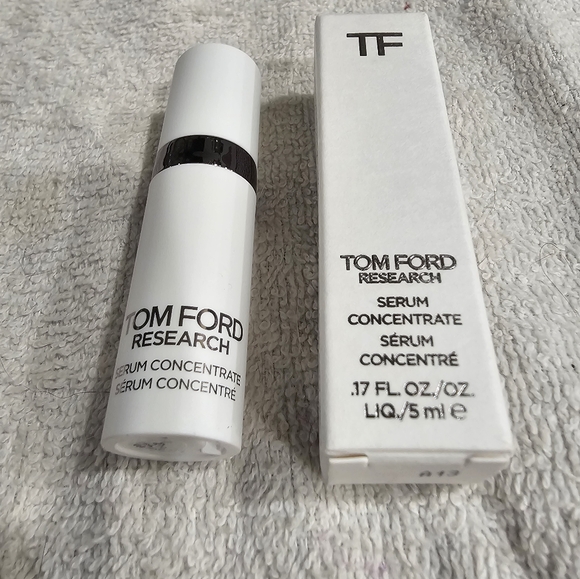 TOM FORD
RESEARCH
SERUM CONCENTRATE
SÉRUM CONCENTRÉ
TF
TOM FORD
RESEARCH
SERUM
CONCENTRATE
SÉRUM
CONCENTRÉ
.17 FL. OZ./OZ.
LIQ./5 ml e
A13